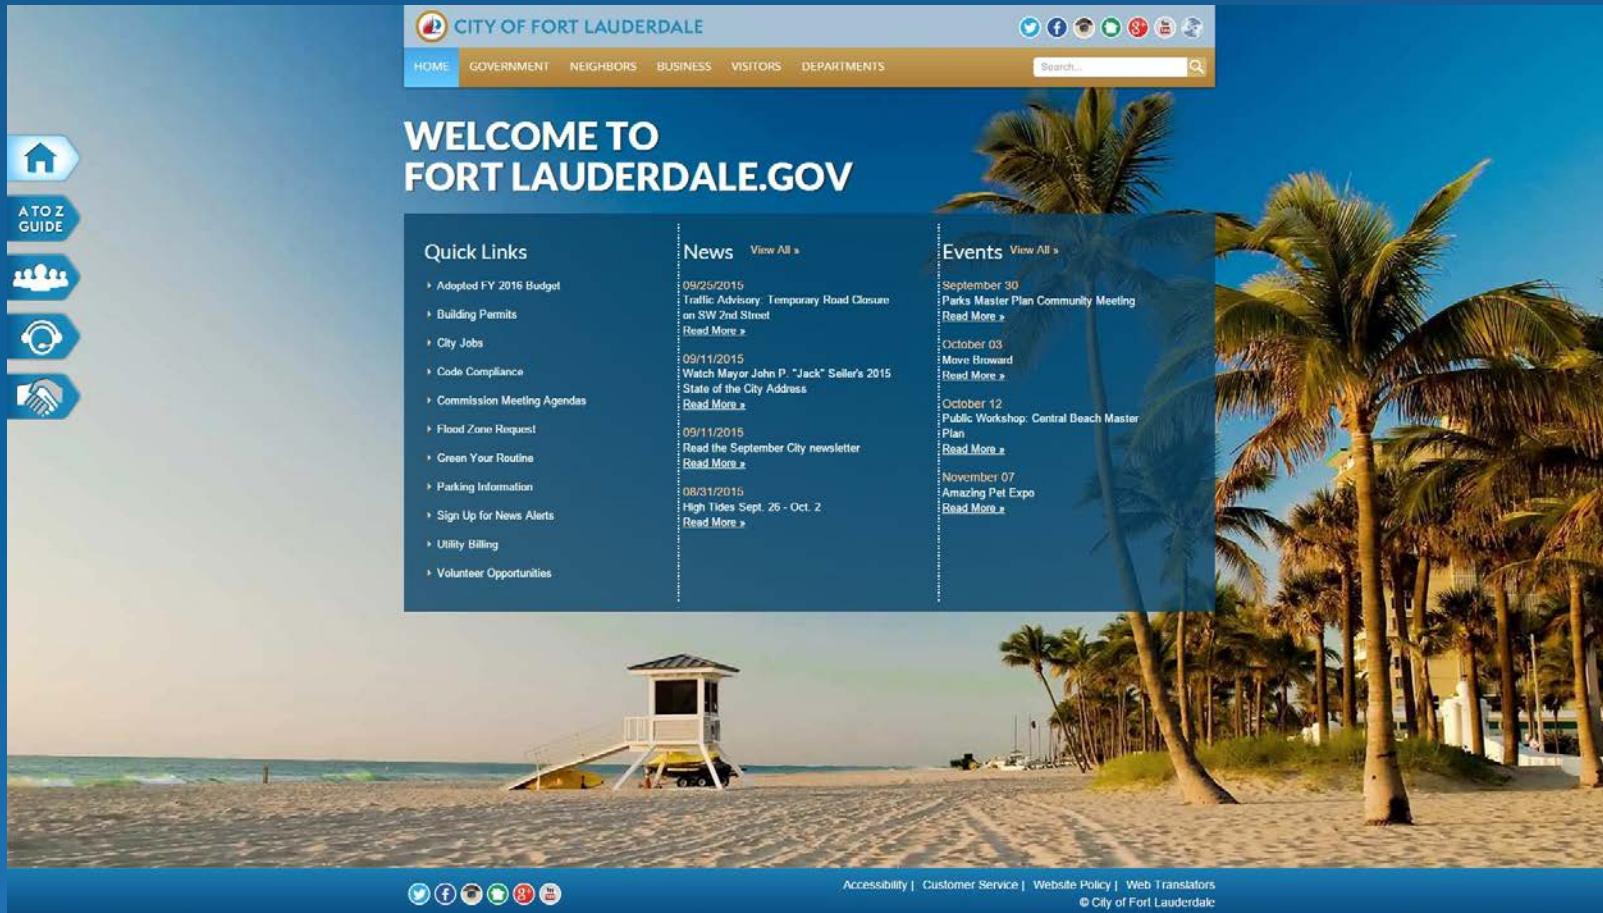 CITY OF FORT LAUDERDALE
HOME GOVERNMENT NEIGHBORS BUSINESS VISITORS DEPARTMENTS
Search...
WELCOME TO
FORT LAUDERDALE.GOV
A TO Z
GUIDE
Quick Links
Adopted FY 2016 Budget
Building Permits
City Jobs
Code Compliance
Commission Meeting Agendas
Flood Zone Request
Green Your Routine
Parking Information
Sign Up for News Alerts
Utility Billing
Volunteer Opportunities
News View All »
09/25/2015
Traffic Advisory: Temporary Road Closure
on SW 2nd Street
Read More »
09/11/2015
Watch Mayor John P. "Jack" Seiler's 2015
State of the City Address
Read More »
09/11/2015
Read the September City newsletter
Read More »
08/31/2015
High Tides Sept. 26 - Oct. 2
Read More »
Events View All »
September 30
Parks Master Plan Community Meeting
Read More »
October 03
Move Broward
Read More »
October 12
Public Workshop: Central Beach Master
Plan
Read More »
November 07
Amazing Pet Expo
Read More »
Accessibility | Customer Service | Website Policy | Web Translators
© City of Fort Lauderdale